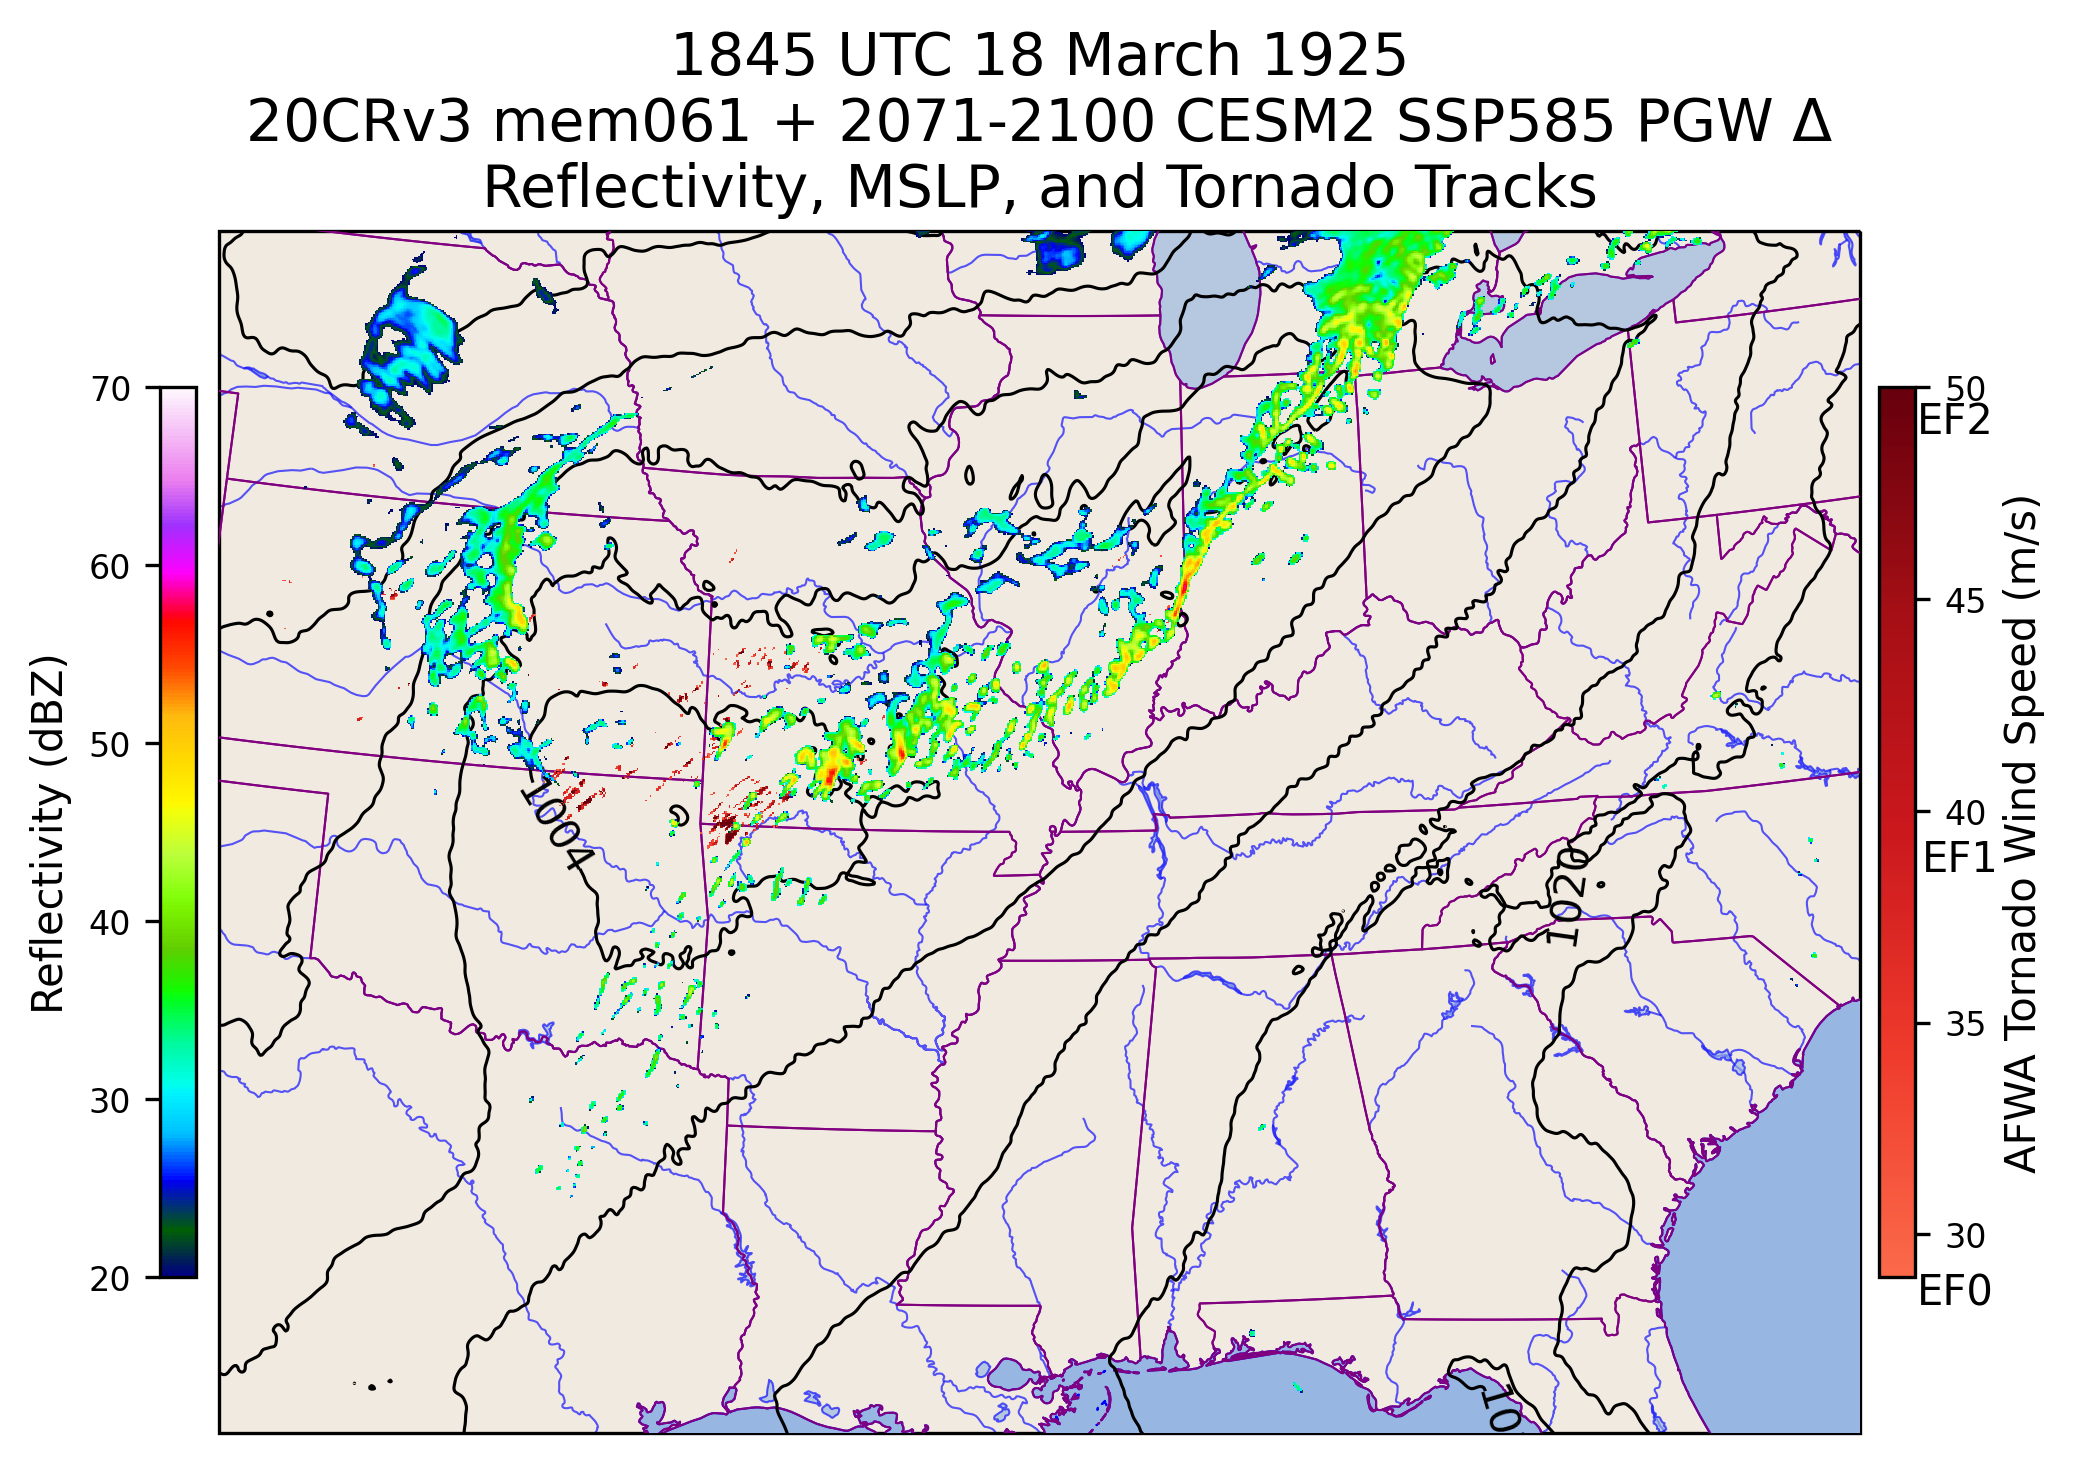 1845 UTC 18 March 1925
20CRv3 mem061 + 2071-2100 CESM2 SSP585 PGW Δ
Reflectivity, MSLP, and Tornado Tracks
Reflectivity (dBZ)
70
60
50
40
30
20
1004
1020
10
50
EF2
45
40
EF1
35
30
EF0
AFWA Tornado Wind Speed (m/s)